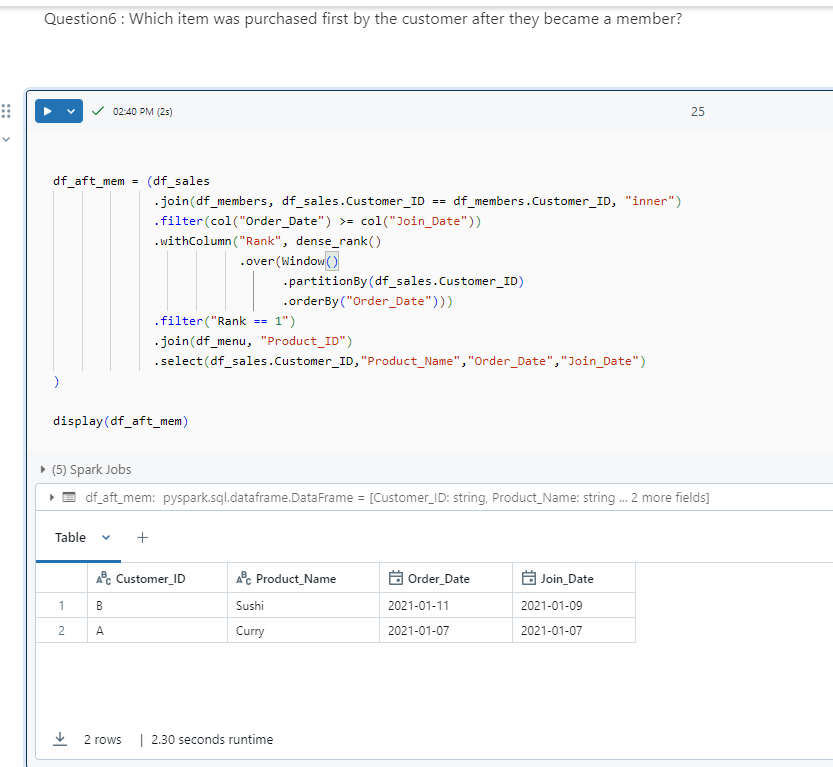 Question6 : Which item was purchased first by the customer after they became a member?
02:40 PM (2s)
25
df_aft_mem = (df_sales
.join(df_members, df_sales.Customer_ID == df_members.Customer_ID, "inner")
.filter(col("Order_Date") >= col("Join_Date"))
.withColumn("Rank", dense_rank()
.over(Window()
.partitionBy(df_sales.Customer_ID)
.orderBy("Order_Date")))
.filter("Rank == 1")
.join(df_menu, "Product_ID")
.select(df_sales.Customer_ID,"Product_Name","Order_Date","Join_Date")
)
display(df_aft_mem)
(5) Spark Jobs
df_aft_mem: pyspark.sql.dataframe.DataFrame = [Customer_ID: string, Product_Name: string ... 2 more fields]
Table +
ABC Customer_ID ABC Product_Name Order_Date Join_Date
1 B Sushi 2021-01-11 2021-01-09
2 A Curry 2021-01-07 2021-01-07
2 rows | 2.30 seconds runtime